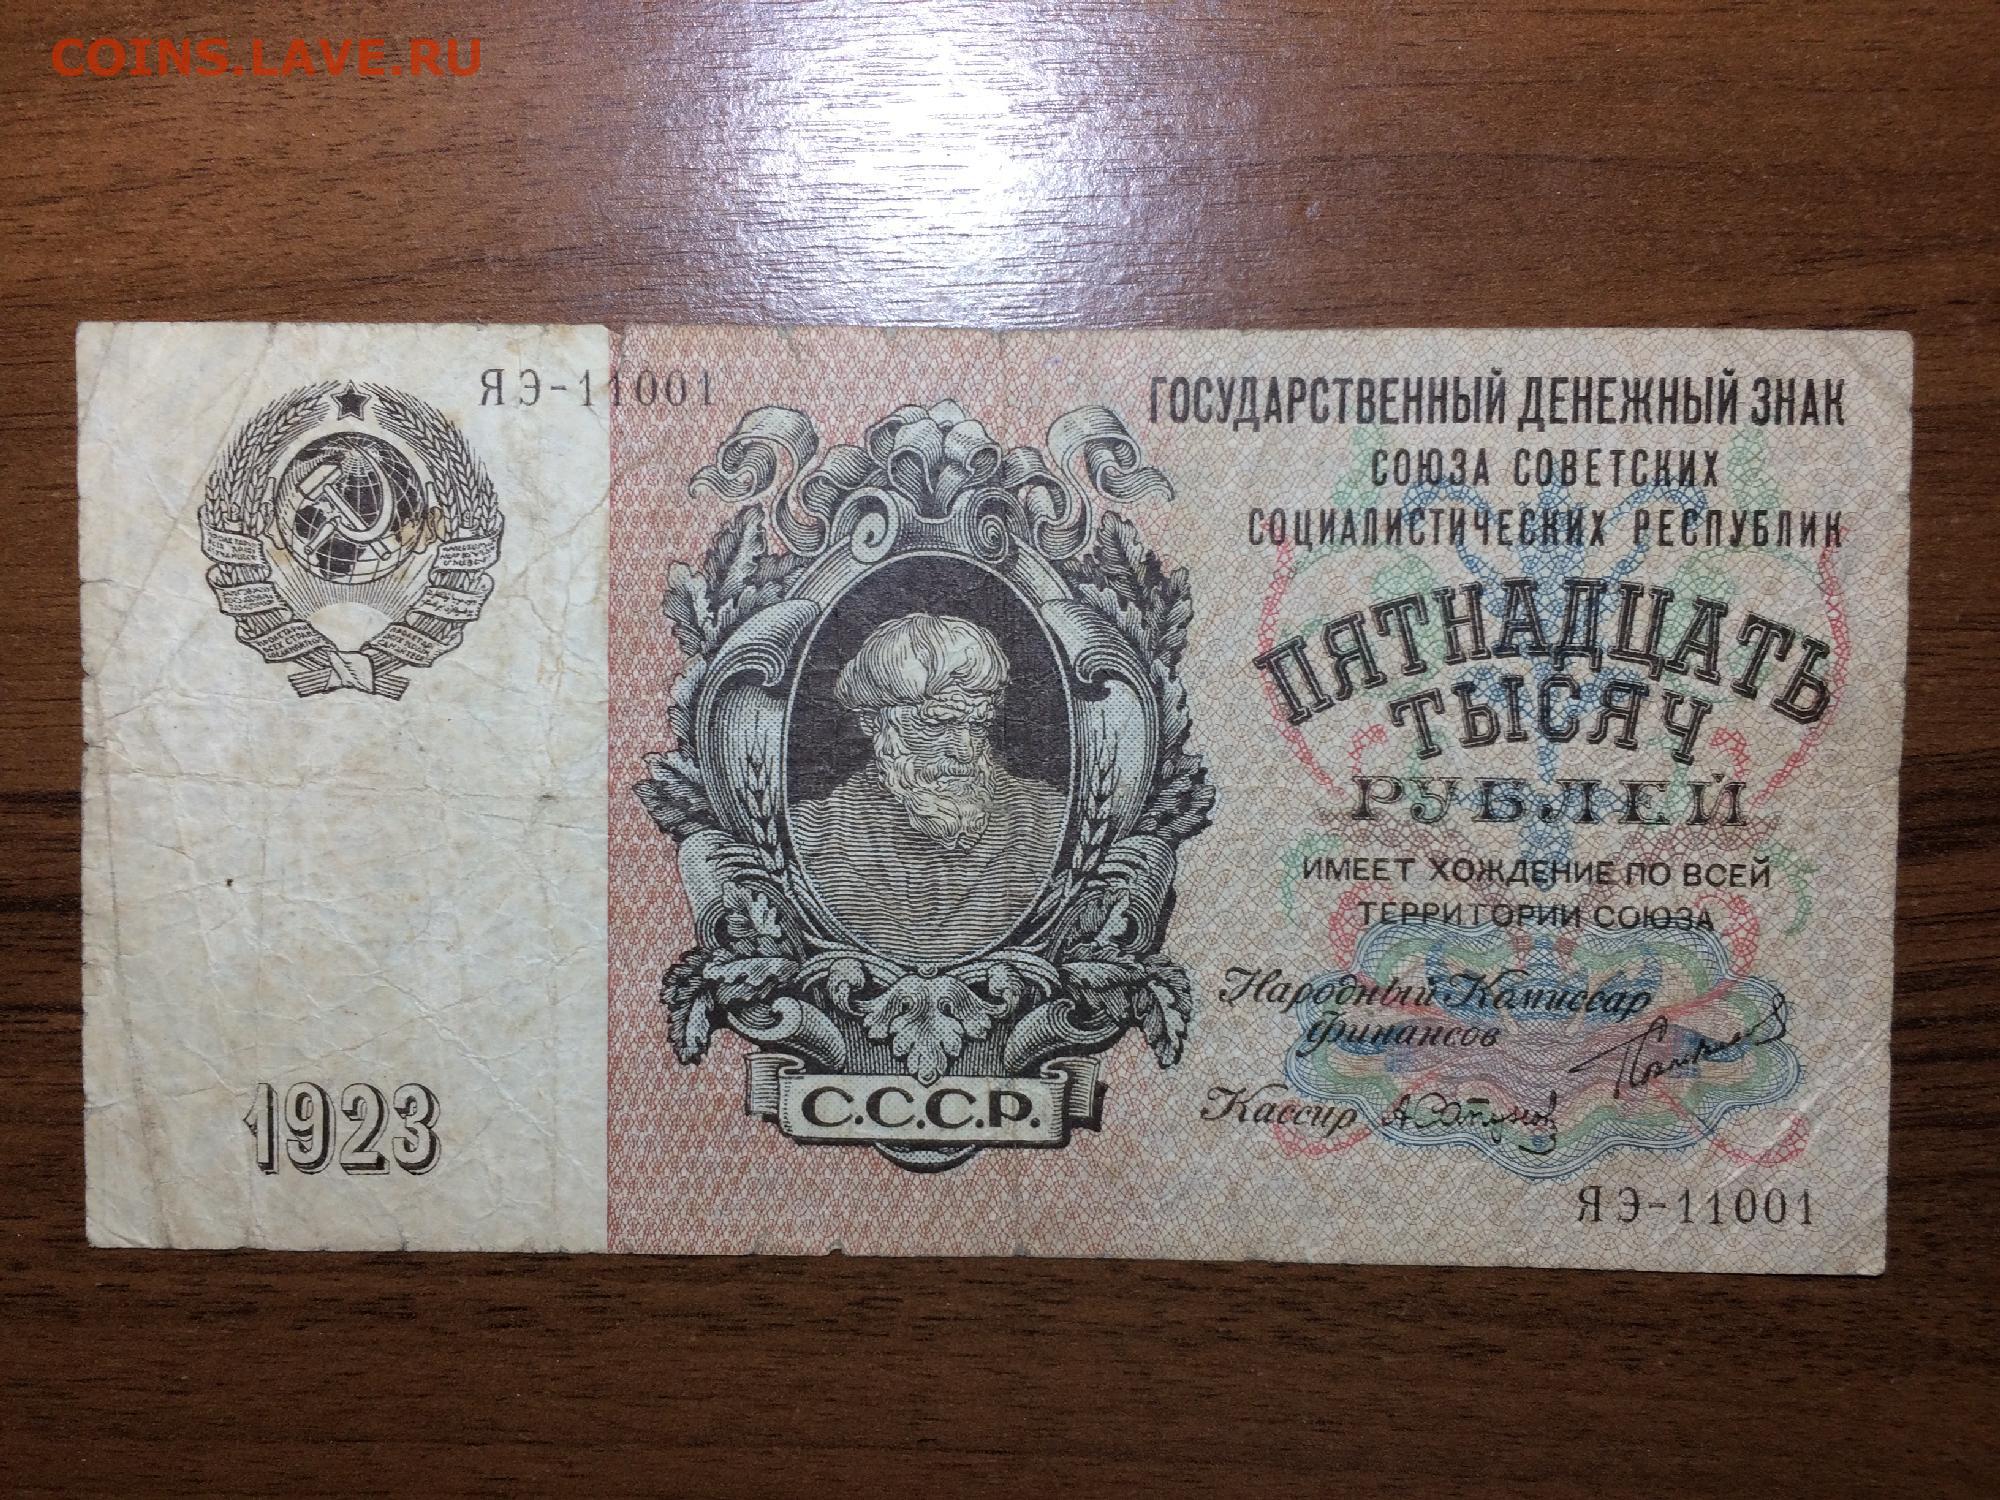 COINS.LAVE.RU
ЯЭ-11001
ГОСУДАРСТВЕННЫЙ ДЕНЕЖНЫЙ ЗНАК
СОЮЗА СОВЕТСКИХ
СОЦИАЛИСТИЧЕСКИХ РЕСПУБЛИК
ПЯТНАДЦАТЬ
ТЫСЯЧ
РУБЛЕЙ
ИМЕЕТ ХОЖДЕНИЕ ПО ВСЕЙ
ТЕРРИТОРИИ СОЮЗА
Народный Комиссар
финансов
Кассир
1923
С.С.С.Р.
ЯЭ-11001